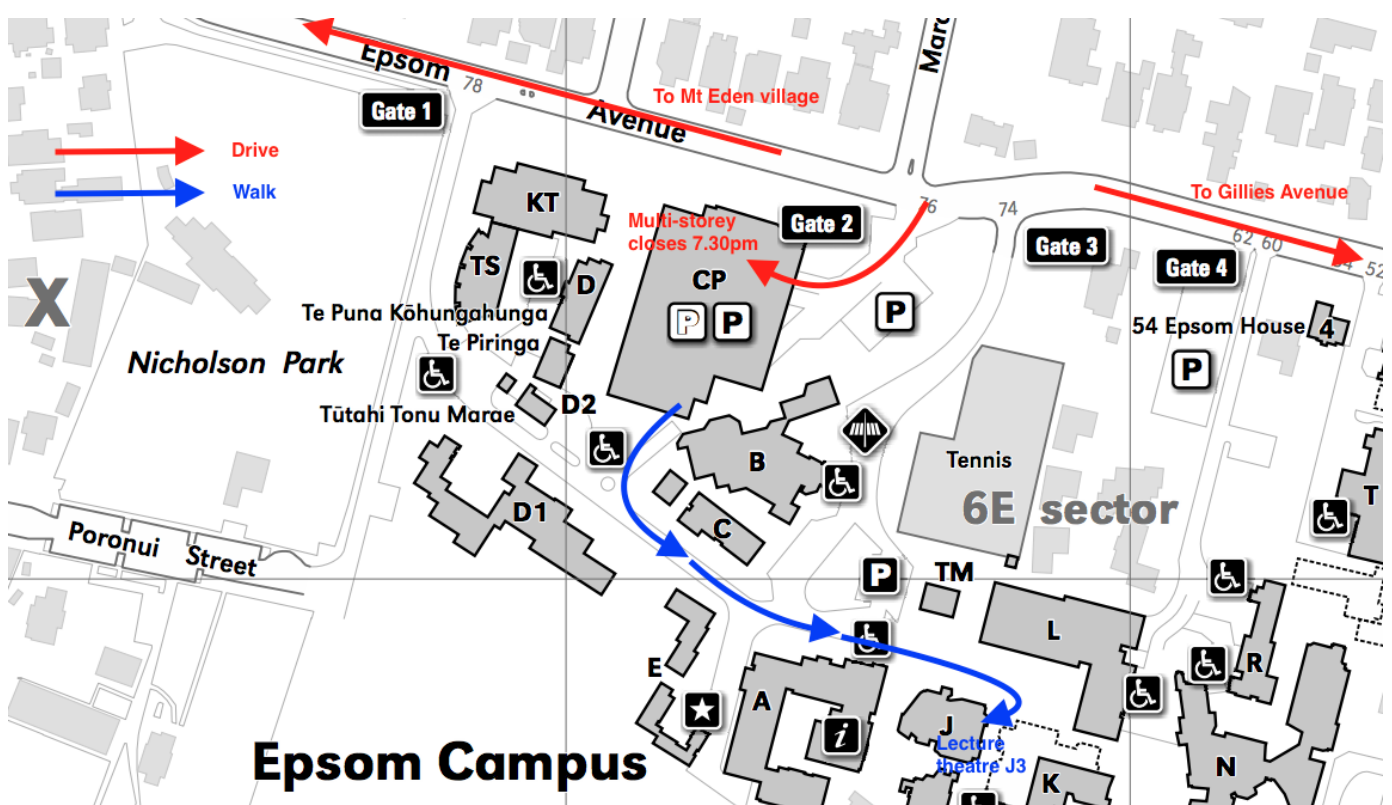 Epsom
Avenue
Marc
78
Gate 1
To Mt Eden village
Drive
Walk
To Gillies Avenue
76
74
62, 60
52
KT
Multi-storey
closes 7.30pm
Gate 2
Gate 3
Gate 4
TS
D
CP
P P
P
X
Te Puna Kōhungahunga
Te Piringa
54 Epsom House 4
P
Nicholson Park
Tūtahi Tonu Marae
D2
B
Tennis
6E sector
T
D1
C
Poronui Street
P
TM
L
E
R
A
i
J
Lecture
theatre J3
K
N
Epsom Campus